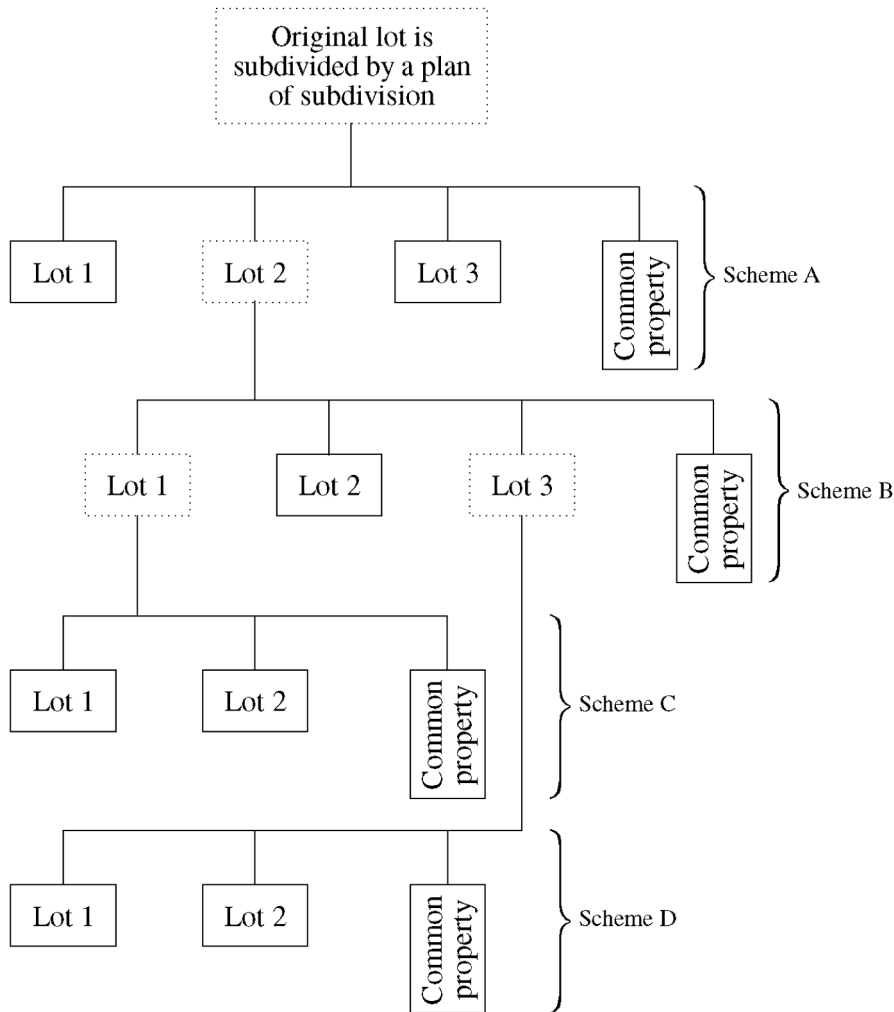 Original lot is
subdivided by a plan
of subdivision
Lot 1
Lot 2
Lot 3
Common
property
Scheme A
Lot 1
Lot 2
Lot 3
Common
property
Scheme B
Lot 1
Lot 2
Common
property
Scheme C
Lot 1
Lot 2
Common
property
Scheme D